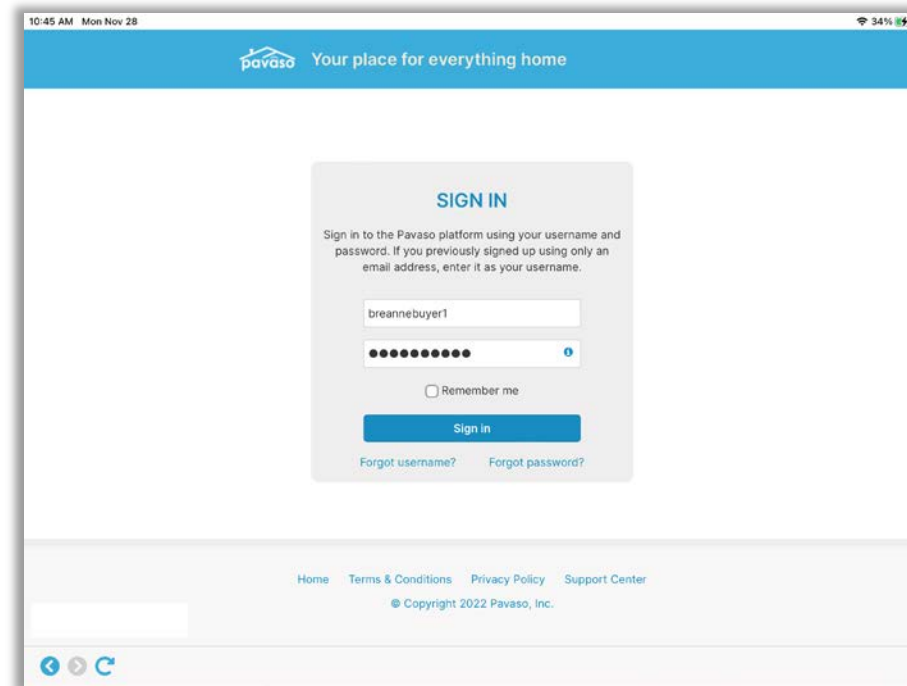 10:45 AM Mon Nov 28
34%
pavaso Your place for everything home
SIGN IN
Sign in to the Pavaso platform using your username and
password. If you previously signed up using only an
email address, enter it as your username.
breannebuyer1
●●●●●●●●●●
Remember me
Sign in
Forgot username? Forgot password?
Home Terms & Conditions Privacy Policy Support Center
© Copyright 2022 Pavaso, Inc.